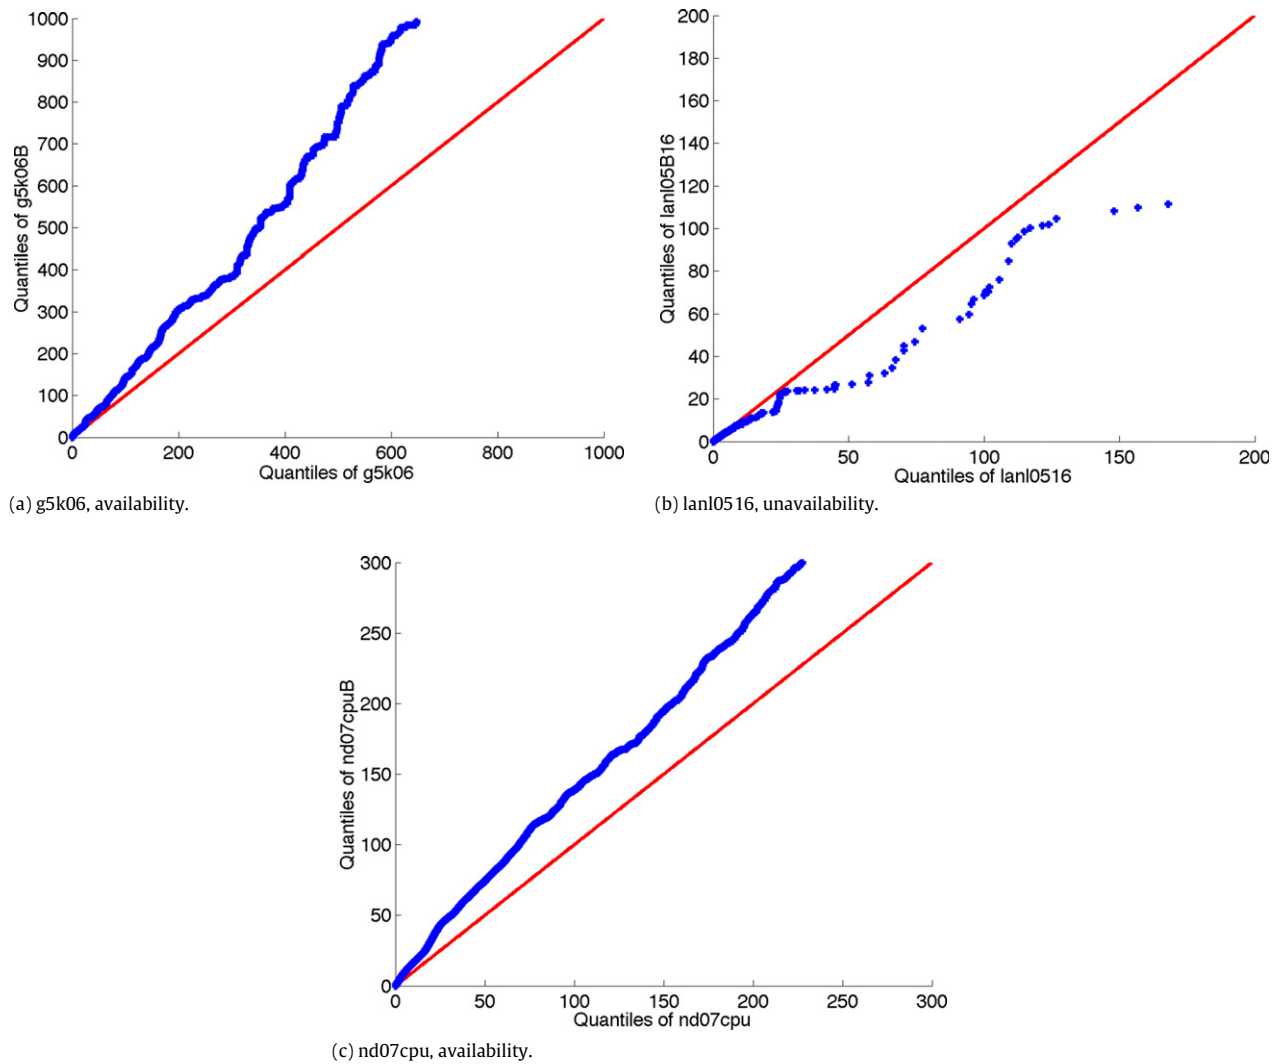 1000
900
800
700
600
500
400
300
200
100
0
Quantiles of g5k06B
0 200 400 600 800 1000
Quantiles of g5k06
(a) g5k06, availability.
200
180
160
140
120
100
80
60
40
20
0
Quantiles of lanl05B16
0 50 100 150 200
Quantiles of lanl0516
(b) lanl0516, unavailability.
300
250
200
150
100
50
0
Quantiles of nd07cpuB
0 50 100 150 200 250 300
Quantiles of nd07cpu
(c) nd07cpu, availability.